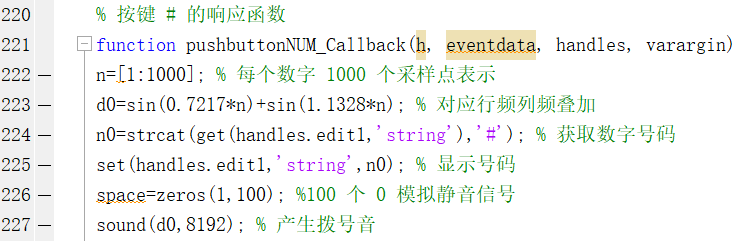 220 % 按键 # 的响应函数
221 function pushbuttonNUM_Callback(h, eventdata, handles, varargin)
222 — n=[1:1000]; % 每个数字 1000 个采样点表示
223 — d0=sin(0.7217*n)+sin(1.1328*n); % 对应行频列频叠加
224 — n0=strcat(get(handles.edit1,'string'),'#'); % 获取数字号码
225 — set(handles.edit1,'string',n0); % 显示号码
226 — space=zeros(1,100); %100 个 0 模拟静音信号
227 — sound(d0,8192); % 产生拨号音